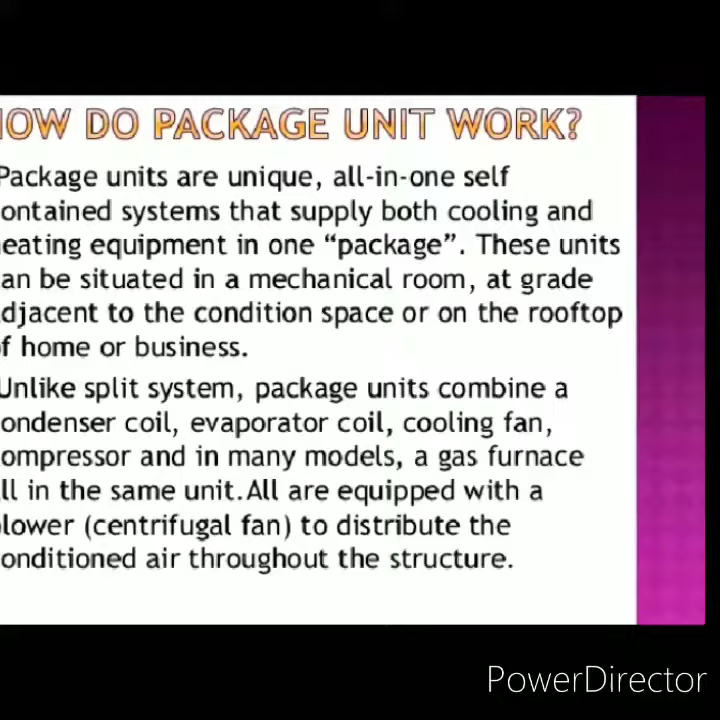 OW DO PACKAGE UNIT WORK?
Package units are unique, all-in-one self
ontained systems that supply both cooling and
eating equipment in one “package”. These units
an be situated in a mechanical room, at grade
djacent to the condition space or on the rooftop
f home or business.
Unlike split system, package units combine a
ondenser coil, evaporator coil, cooling fan,
ompressor and in many models, a gas furnace
ll in the same unit.All are equipped with a
lower (centrifugal fan) to distribute the
onditioned air throughout the structure.
PowerDirector